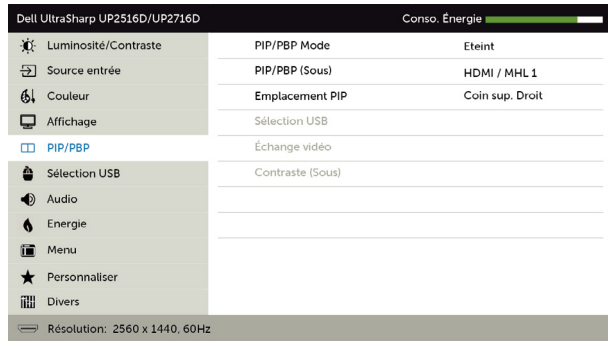 Dell UltraSharp UP2516D/UP2716D
Conso. Énergie
Luminosité/Contraste
PIP/PBP Mode Eteint
Source entrée
PIP/PBP (Sous) HDMI / MHL 1
Couleur
Emplacement PIP Coin sup. Droit
Affichage
Sélection USB
PIP/PBP
Échange vidéo
Sélection USB
Contraste (Sous)
Audio
Energie
Menu
Personnaliser
Divers
Résolution: 2560 x 1440, 60Hz